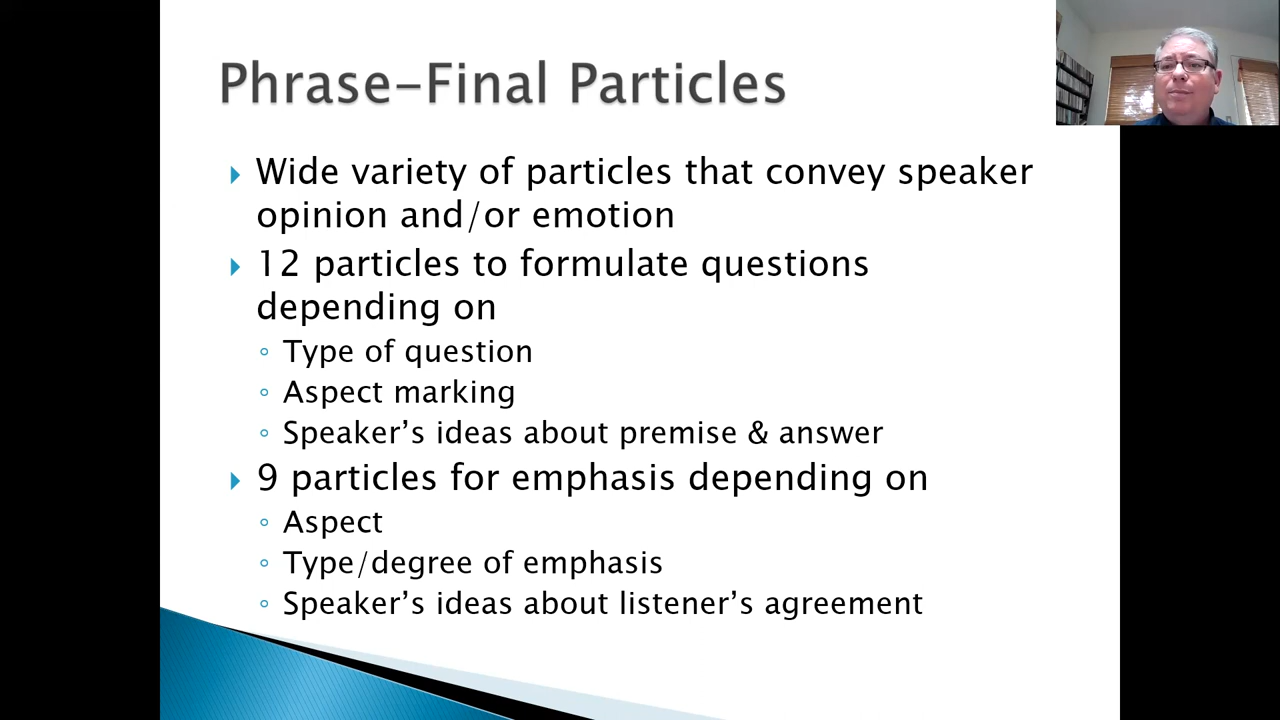 Phrase-Final Particles
Wide variety of particles that convey speaker
opinion and/or emotion
12 particles to formulate questions
depending on
Type of question
Aspect marking
Speaker’s ideas about premise & answer
9 particles for emphasis depending on
Aspect
Type/degree of emphasis
Speaker’s ideas about listener’s agreement